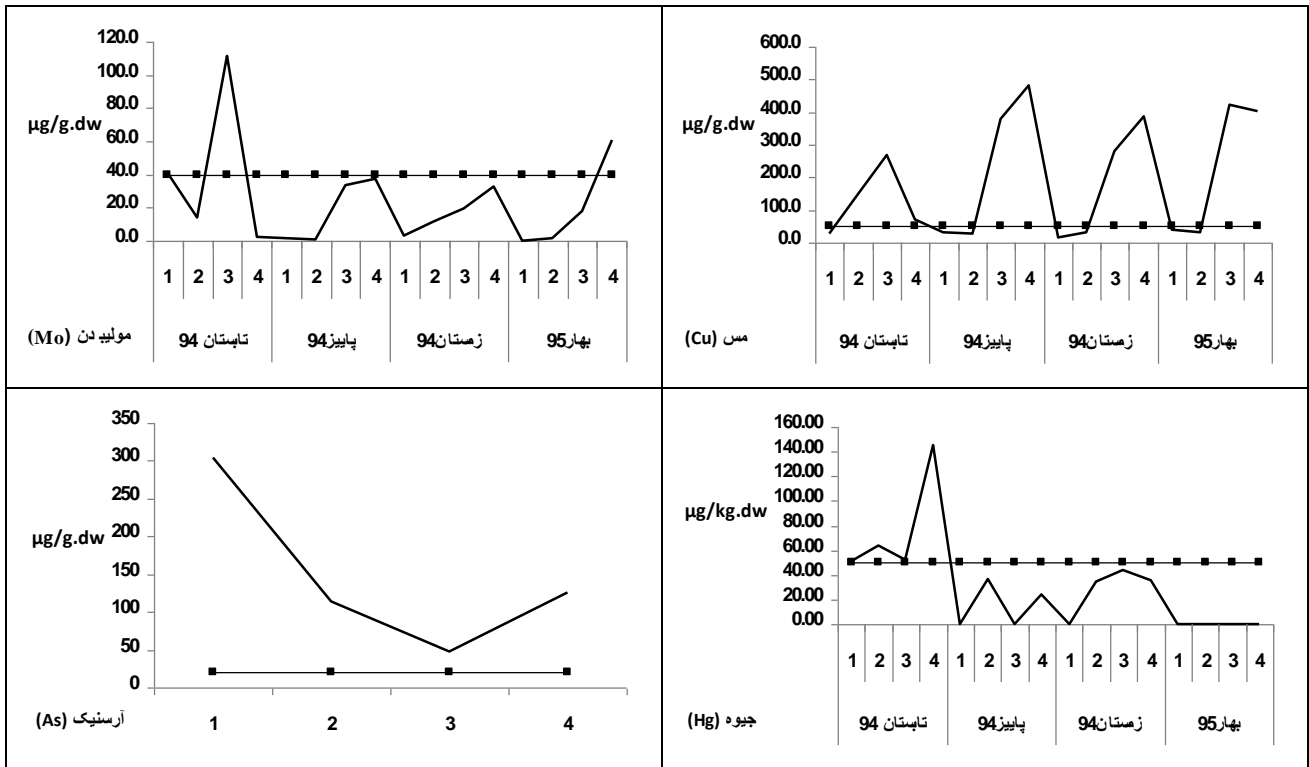 120.0
100.0
80.0
60.0
40.0
20.0
0.0
µg/g.dw
1 2 3 4 1 2 3 4 1 2 3 4 1 2 3 4
تابستان 94 پاییز94 زمستان94 بهار95
مولیبدن (Mo)
600.0
500.0
400.0
300.0
200.0
100.0
0.0
µg/g.dw
1 2 3 4 1 2 3 4 1 2 3 4 1 2 3 4
تابستان 94 پاییز94 زمستان94 بهار95
مس (Cu)
350
300
250
200
150
100
50
0
µg/g.dw
1 2 3 4
آرسنیک (As)
160.00
140.00
120.00
100.00
80.00
60.00
40.00
20.00
0.00
µg/kg.dw
1 2 3 4 1 2 3 4 1 2 3 4 1 2 3 4
تابستان 94 پاییز94 زمستان94 بهار95
جیوه (Hg)